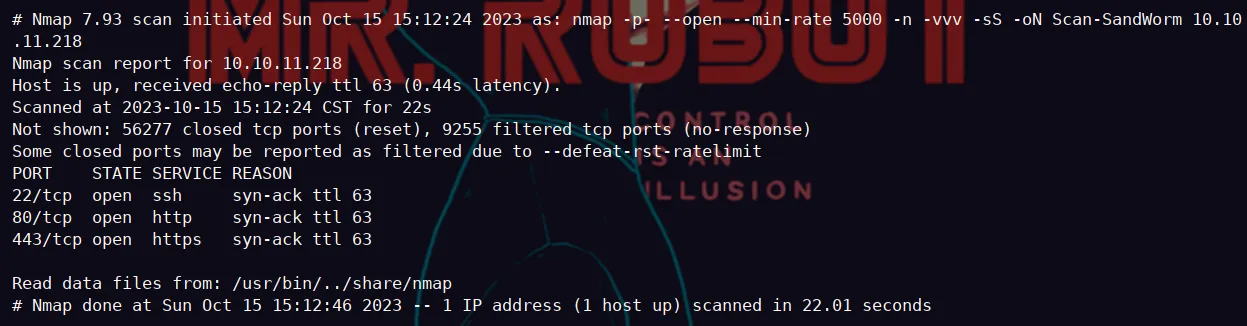 # Nmap 7.93 scan initiated Sun Oct 15 15:12:24 2023 as: nmap -p- --open --min-rate 5000 -n -vvv -sS -oN Scan-SandWorm 10.10
.11.218
Nmap scan report for 10.10.11.218
Host is up, received echo-reply ttl 63 (0.44s latency).
Scanned at 2023-10-15 15:12:24 CST for 22s
Not shown: 56277 closed tcp ports (reset), 9255 filtered tcp ports (no-response)
Some closed ports may be reported as filtered due to --defeat-rst-ratelimit
PORT    STATE SERVICE REASON
22/tcp  open  ssh     syn-ack ttl 63
80/tcp  open  http    syn-ack ttl 63
443/tcp open  https   syn-ack ttl 63
Read data files from: /usr/bin/../share/nmap
# Nmap done at Sun Oct 15 15:12:46 2023 -- 1 IP address (1 host up) scanned in 22.01 seconds
MR. ROBOT
CONTROL
IS AN
ILLUSION